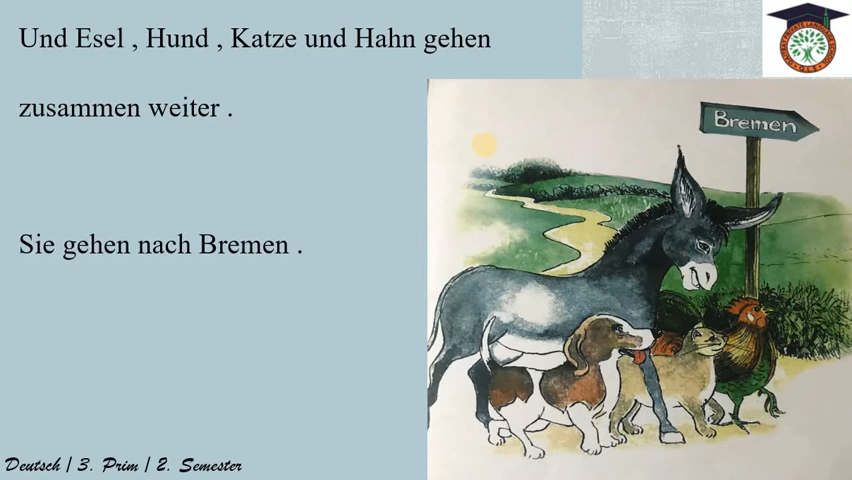 Und Esel , Hund , Katze und Hahn gehen
zusammen weiter .
Bremen
Sie gehen nach Bremen .
Deutsch | 3. Prim | 2. Semester